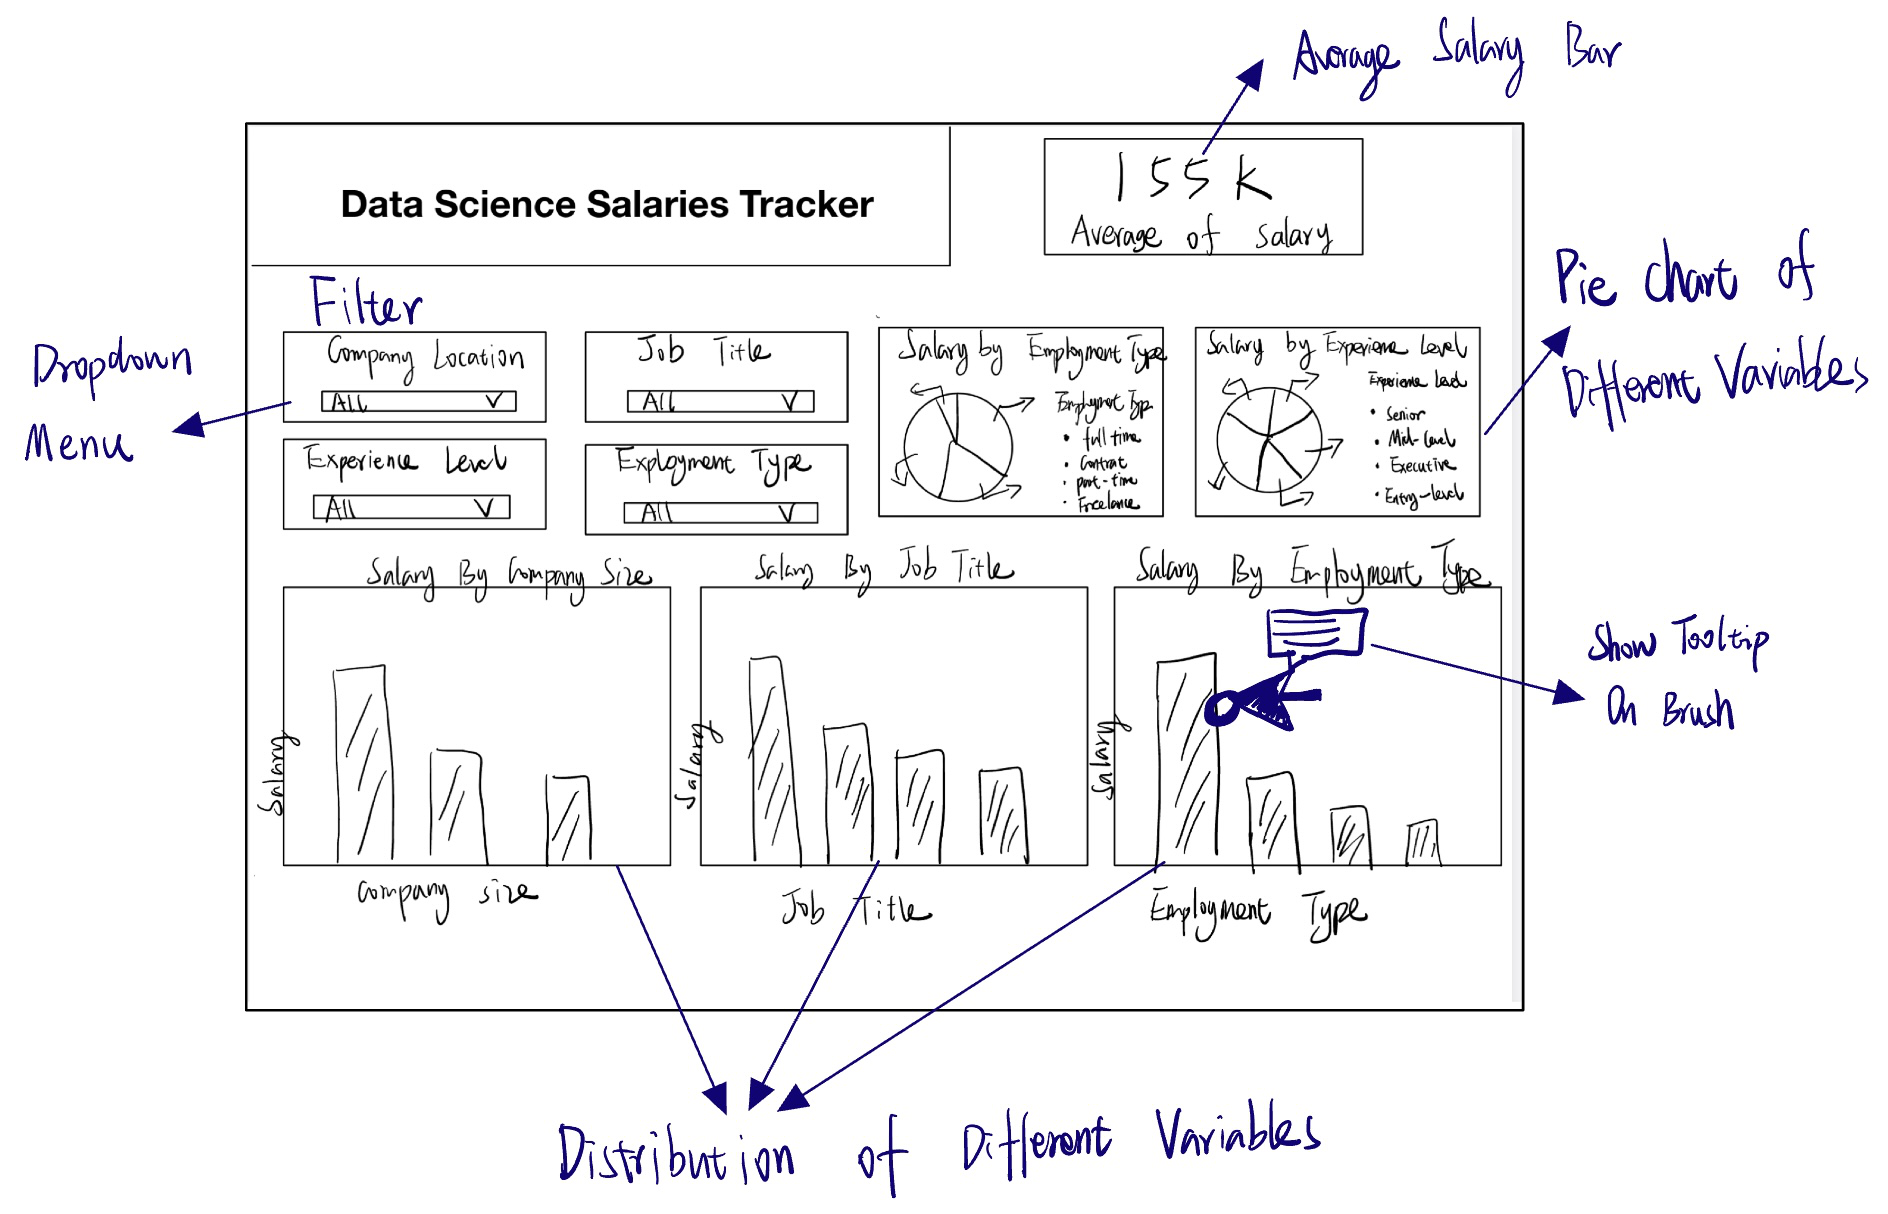 Average Salary Bar
155k
Average of Salary
Data Science Salaries Tracker
Filter
Dropdown
Menu
Company Location
All V
Job Title
All V
Experience Level
All V
Exployment Type
All V
Salary by Employment Type
Employment Type
• full time
• Contrat
• part-time
• Freelance
Salary by Experience Level
Experience Level
• Senior
• Mid-Level
• Executive
• Entry-level
Pie chart of
Different Variables
Salary By Company Size
Salary
Company Size
Salary By Job Title
Salary
Job Title
Salary By Employment Type
Salary
Employment Type
Show Tooltip
On Brush
Distribution of Different Variables